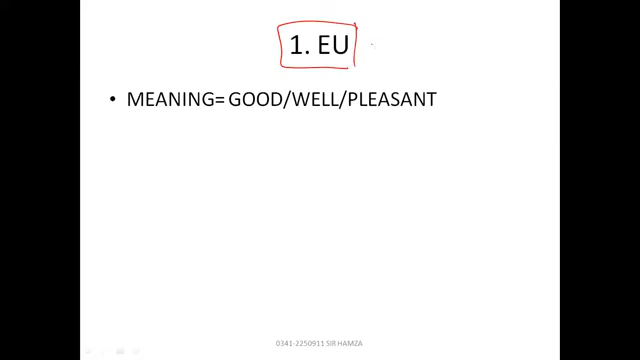 1. EU
• MEANING= GOOD/WELL/PLEASANT
0341-2250911 SIR HAMZA